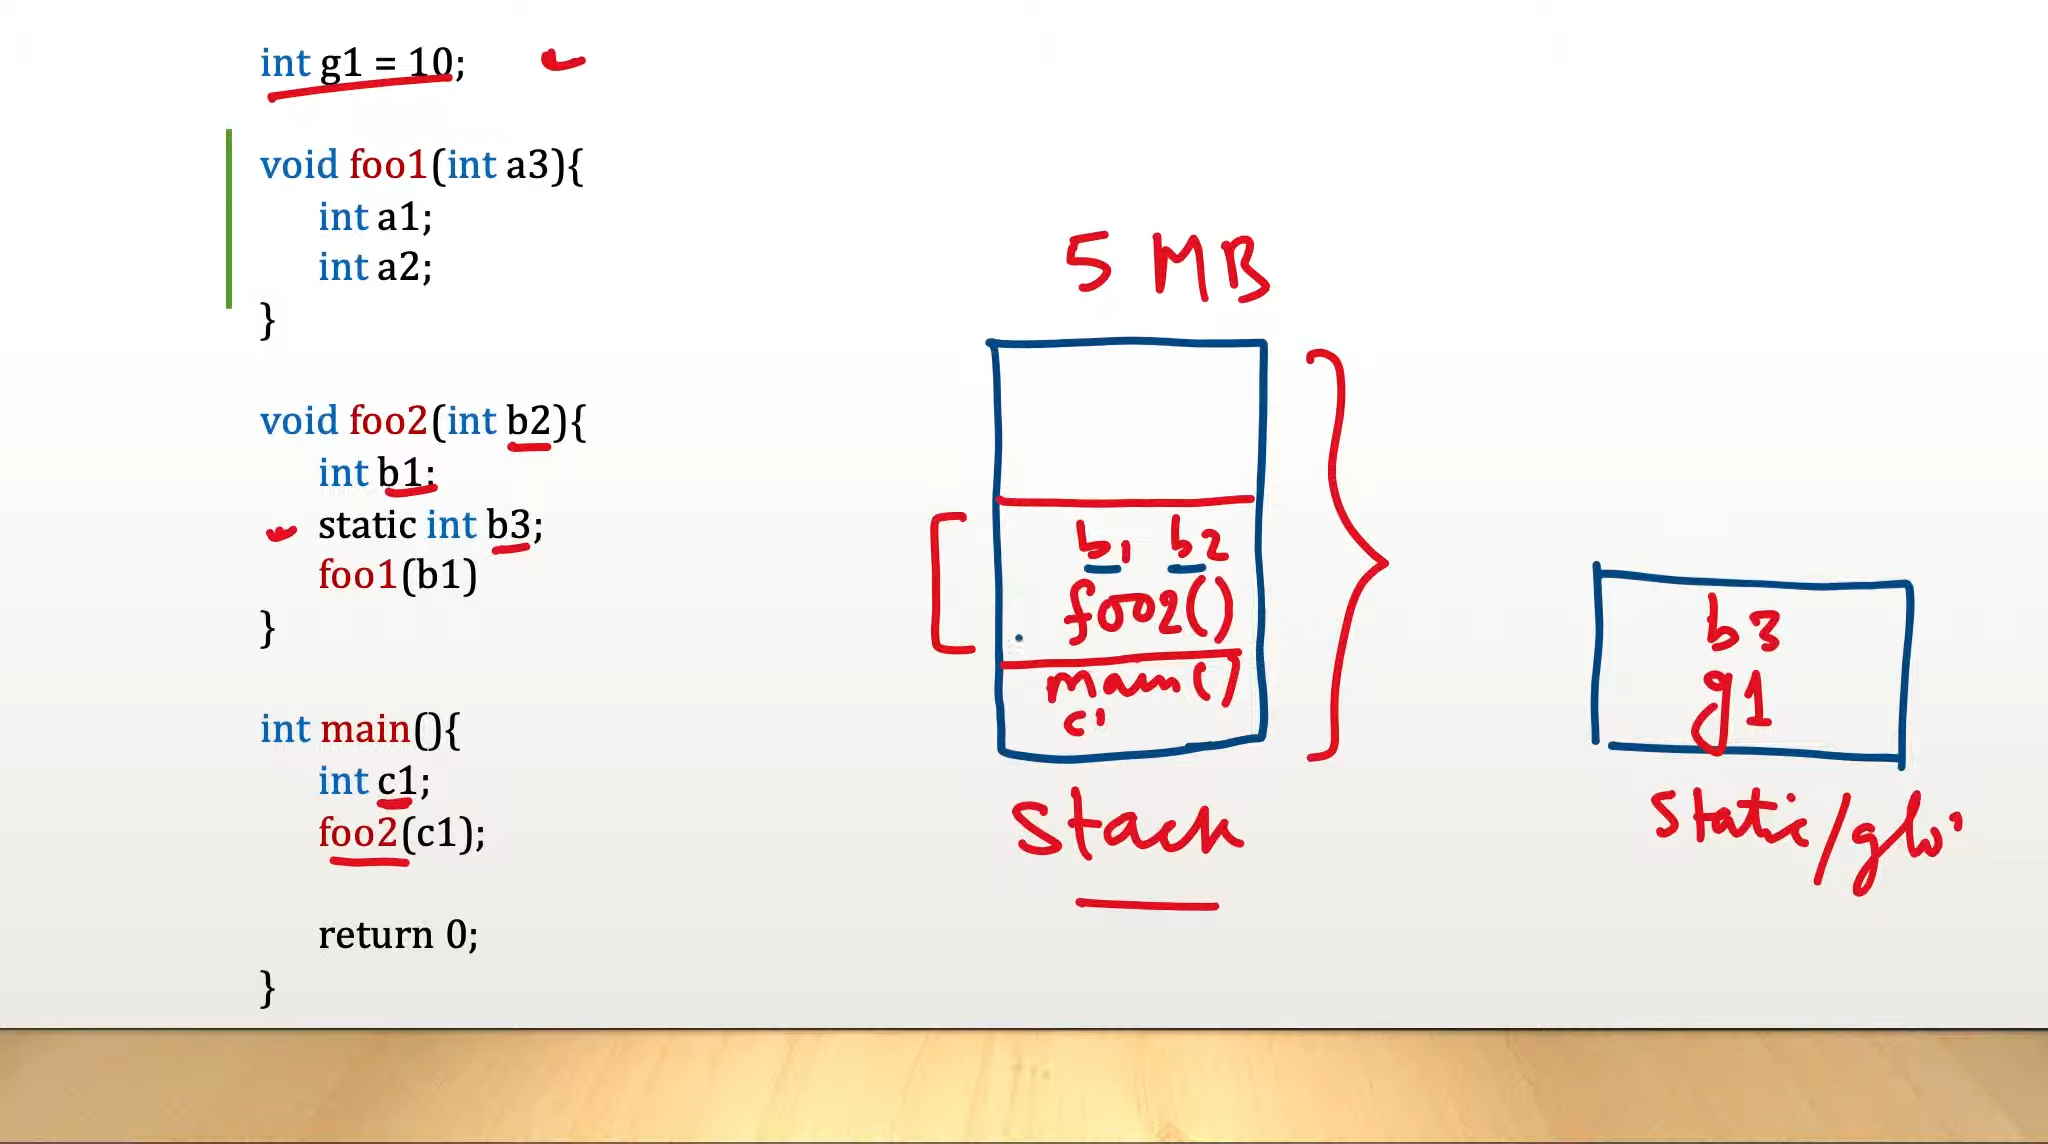 int g1 = 10;
void foo1(int a3){
int a1;
int a2;
}
void foo2(int b2){
int b1;
static int b3;
foo1(b1)
}
int main(){
int c1;
foo2(c1);
return 0;
}
5 MB
b1 b2
foo2()
main()
c1
Stack
b3
g1
static/glo